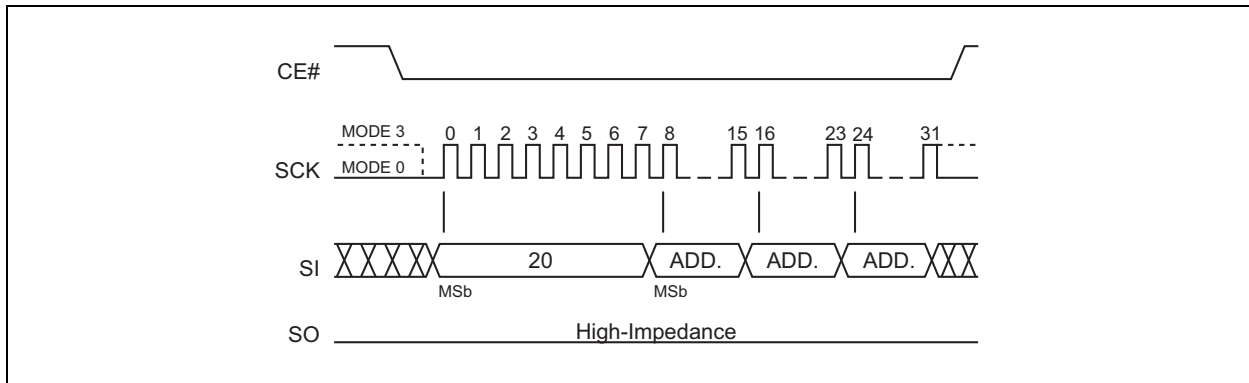 CE#
MODE 3
0 1 2 3 4 5 6 7 8 15 16 23 24 31
SCK
MODE 0
SI
20 ADD. ADD. ADD.
MSb MSb
SO
High-Impedance